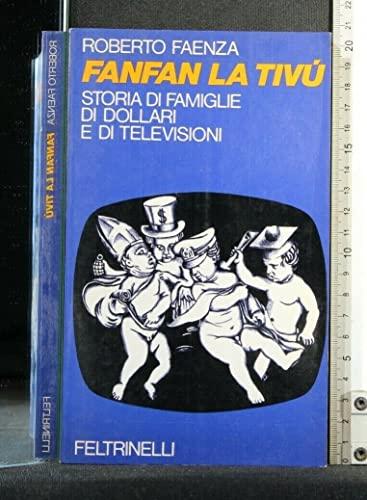 ROBERTO FAENZA
FANFAN LA TIVÚ
STORIA DI FAMIGLIE
DI DOLLARI
E DI TELEVISIONI
$
FELTRINELLI
ROBERTO FAENZA
FANFAN LA TIVÚ
FELTRINELLI